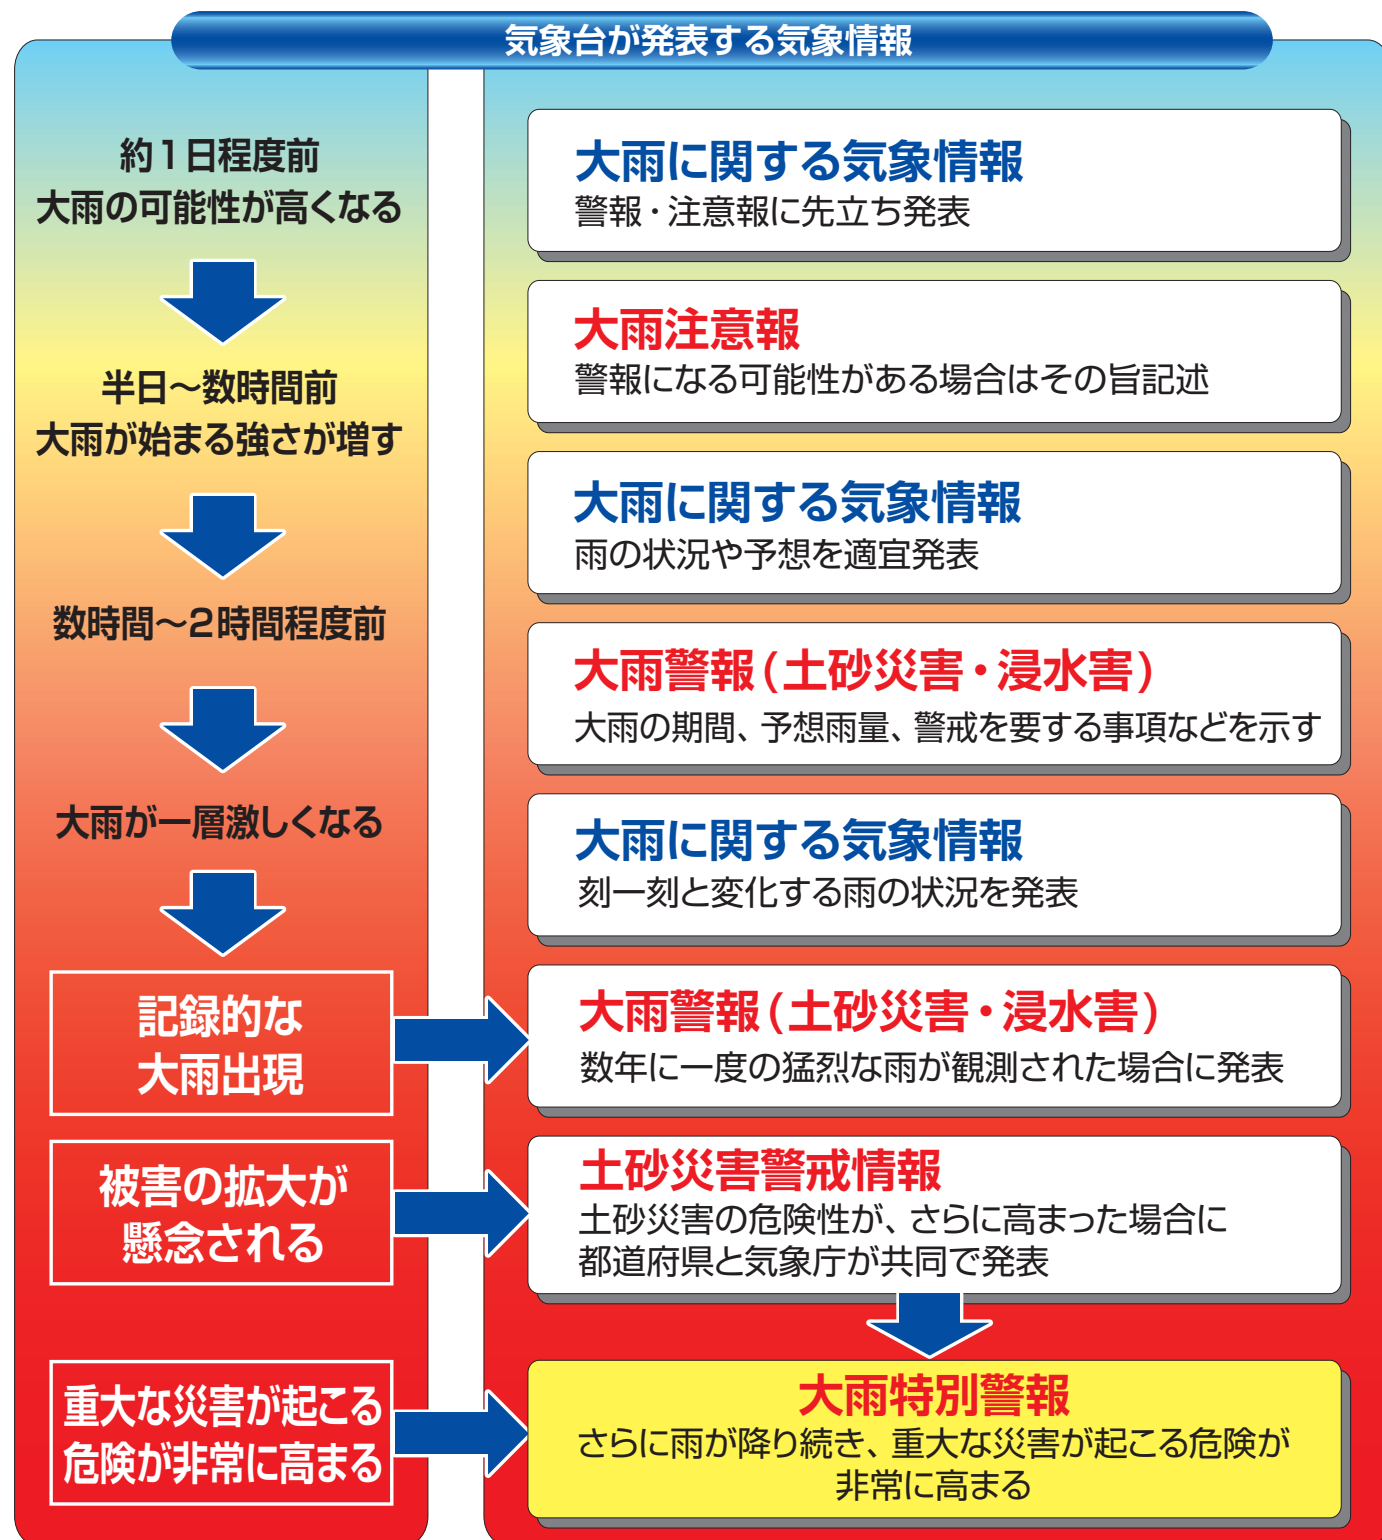 気象台が発表する気象情報
約1日程度前
大雨の可能性が高くなる
半日～数時間前
大雨が始まる強さが増す
数時間～2時間程度前
大雨が一層激しくなる
記録的な
大雨出現
被害の拡大が
懸念される
重大な災害が起こる
危険が非常に高まる
大雨に関する気象情報
警報・注意報に先立ち発表
大雨注意報
警報になる可能性がある場合はその旨記述
大雨に関する気象情報
雨の状況や予想を適宜発表
大雨警報(土砂災害・浸水害)
大雨の期間、予想雨量、警戒を要する事項などを示す
大雨に関する気象情報
刻一刻と変化する雨の状況を発表
大雨警報(土砂災害・浸水害)
数年に一度の猛烈な雨が観測された場合に発表
土砂災害警戒情報
土砂災害の危険性が、さらに高まった場合に
都道府県と気象庁が共同で発表
大雨特別警報
さらに雨が降り続き、重大な災害が起こる危険が
非常に高まる